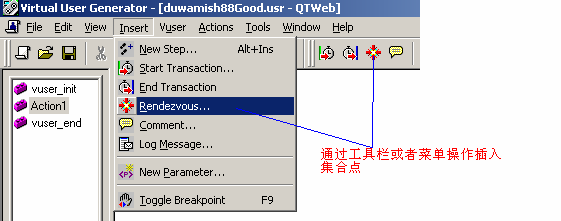 Virtual User Generator - [duwamish88Good.usr - QTWeb]
File Edit View Insert Vuser Actions Tools Window Help
New Step... Alt+Ins
Start Transaction...
End Transaction
Rendezvous...
Comment...
Log Message...
New Parameter...
Toggle Breakpoint F9
vuser_init
Action1
vuser_end
通过工具栏或者菜单操作插入
集合点